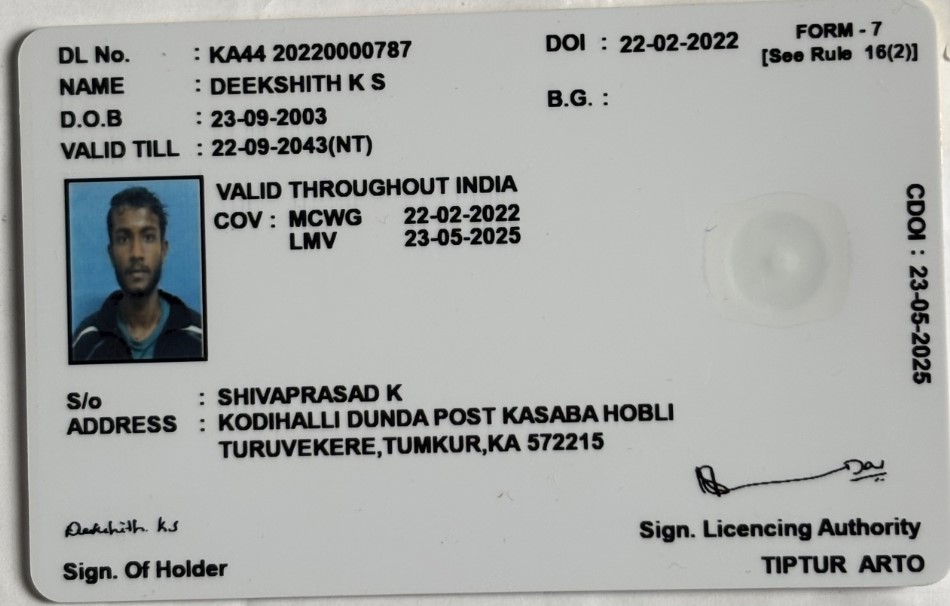 DL No. : KA44 20220000787
DOI : 22-02-2022
FORM - 7
[See Rule 16(2)]
NAME : DEEKSHITH K S
B.G. :
D.O.B : 23-09-2003
VALID TILL : 22-09-2043(NT)
VALID THROUGHOUT INDIA
COV : MCWG 22-02-2022
LMV 23-05-2025
CDOI : 23-05-2025
S/o : SHIVAPRASAD K
ADDRESS : KODIHALLI DUNDA POST KASABA HOBLI
TURUVEKERE,TUMKUR,KA 572215
Deekshith. K S
Sign. Of Holder
Sign. Licencing Authority
TIPTUR ARTO